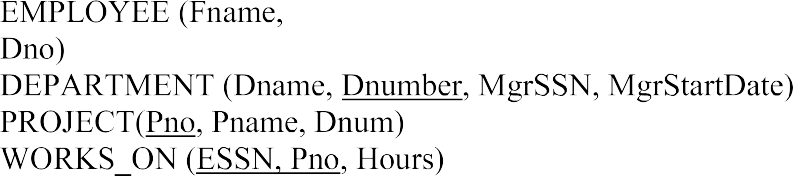 EMPLOYEE (Fname,
Dno)
DEPARTMENT (Dname, Dnumber, MgrSSN, MgrStartDate)
PROJECT(Pno, Pname, Dnum)
WORKS_ON (ESSN, Pno, Hours)